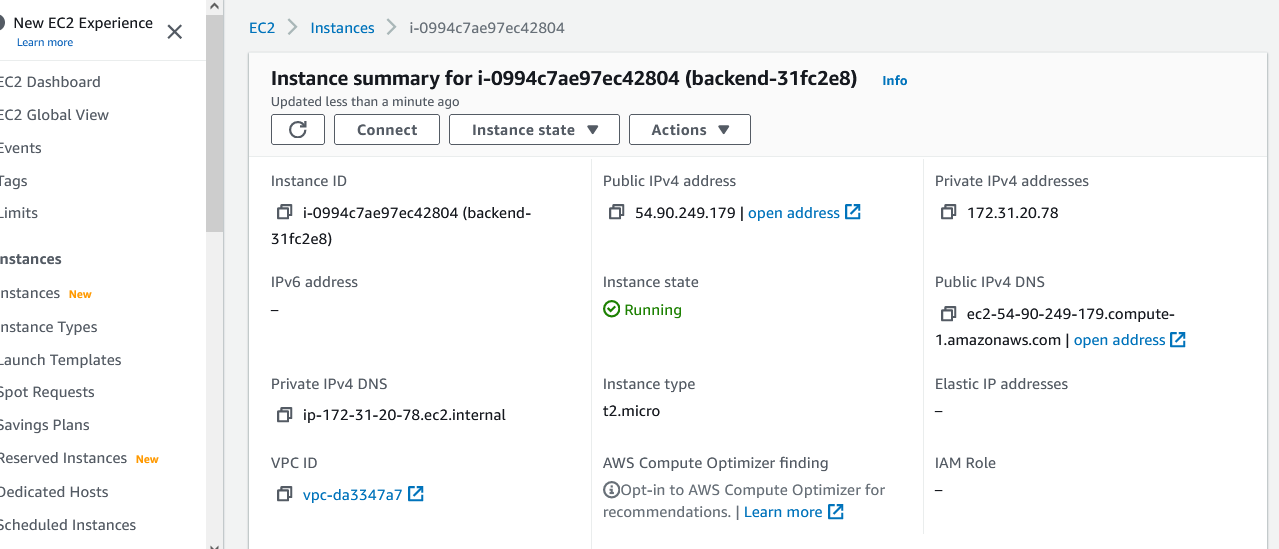 New EC2 Experience
Learn more
EC2 Dashboard
EC2 Global View
Events
Tags
Limits
Instances
Instances New
Instance Types
Launch Templates
Spot Requests
Savings Plans
Reserved Instances New
Dedicated Hosts
Scheduled Instances
EC2 > Instances > i-0994c7ae97ec42804
Instance summary for i-0994c7ae97ec42804 (backend-31fc2e8) Info
Updated less than a minute ago
Connect Instance state Actions
Instance ID
i-0994c7ae97ec42804 (backend-
31fc2e8)
Public IPv4 address
54.90.249.179 | open address
Private IPv4 addresses
172.31.20.78
IPv6 address
–
Instance state
Running
Public IPv4 DNS
ec2-54-90-249-179.compute-
1.amazonaws.com | open address
Private IPv4 DNS
ip-172-31-20-78.ec2.internal
Instance type
t2.micro
Elastic IP addresses
–
VPC ID
vpc-da3347a7
AWS Compute Optimizer finding
Opt-in to AWS Compute Optimizer for
recommendations. | Learn more
IAM Role
–